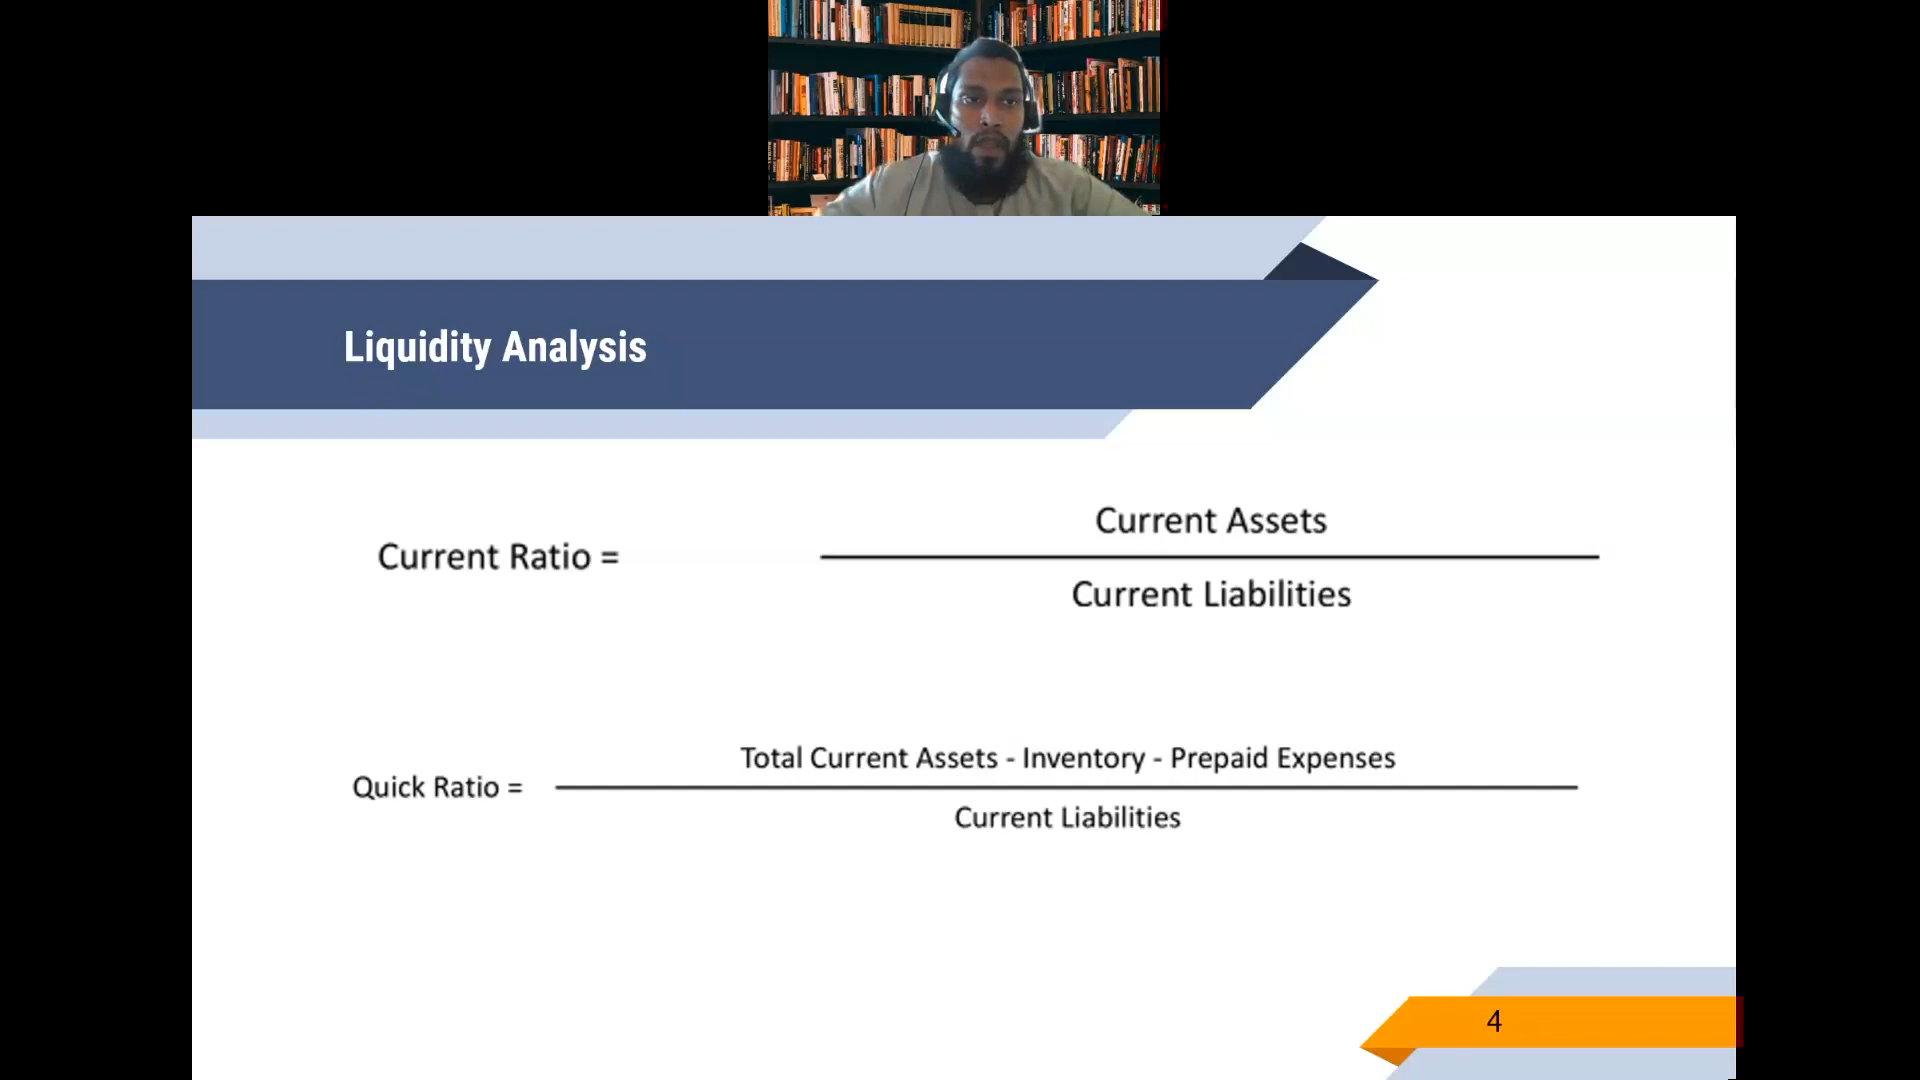 Liquidity Analysis
Current Ratio =
Current Assets
Current Liabilities
Quick Ratio =
Total Current Assets - Inventory - Prepaid Expenses
Current Liabilities
4